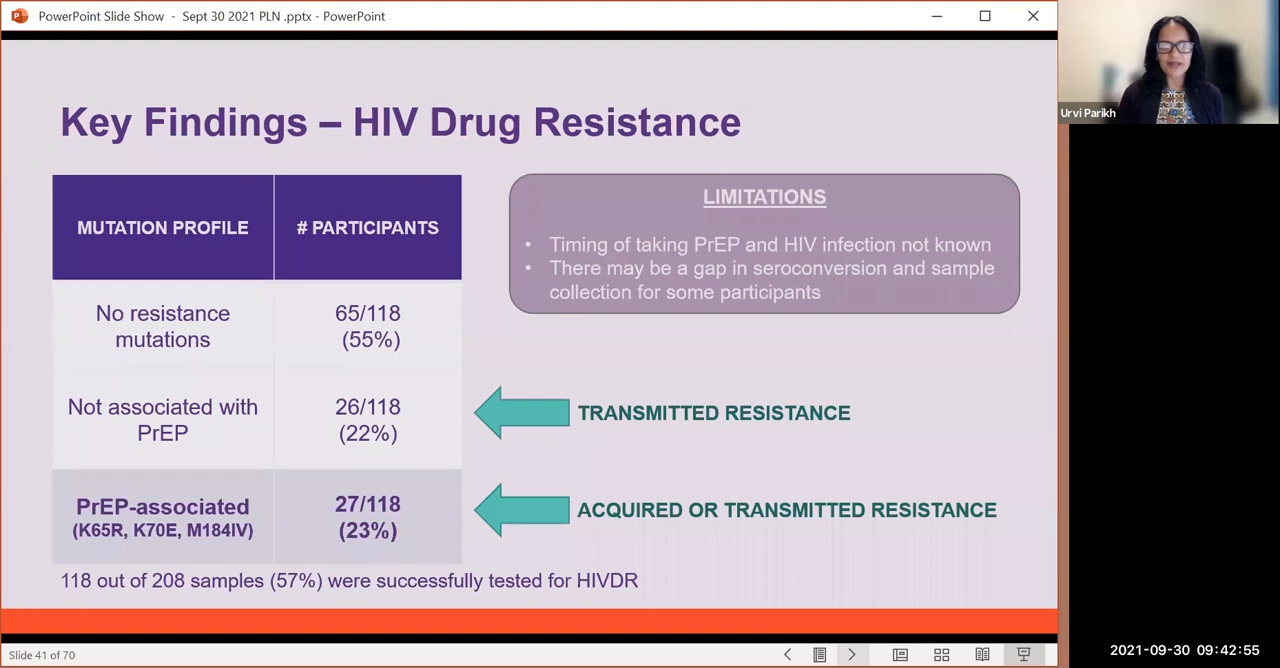 PowerPoint Slide Show - Sept 30 2021 PLN .pptx - PowerPoint
Urvi Parikh
Key Findings – HIV Drug Resistance
MUTATION PROFILE
# PARTICIPANTS
No resistance
mutations
65/118
(55%)
Not associated with
PrEP
26/118
(22%)
PrEP-associated
(K65R, K70E, M184IV)
27/118
(23%)
LIMITATIONS
• Timing of taking PrEP and HIV infection not known
• There may be a gap in seroconversion and sample
collection for some participants
TRANSMITTED RESISTANCE
ACQUIRED OR TRANSMITTED RESISTANCE
118 out of 208 samples (57%) were successfully tested for HIVDR
Slide 41 of 70
2021-09-30 09:42:55